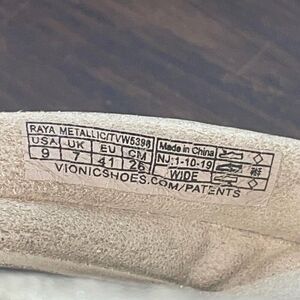 RAYA METALLIC/TVW5398
USA UK EU CM
9 7 41 26
Made in China
NJ:1-10-19
WIDE
VIONICSHOES.COM/PATENTS